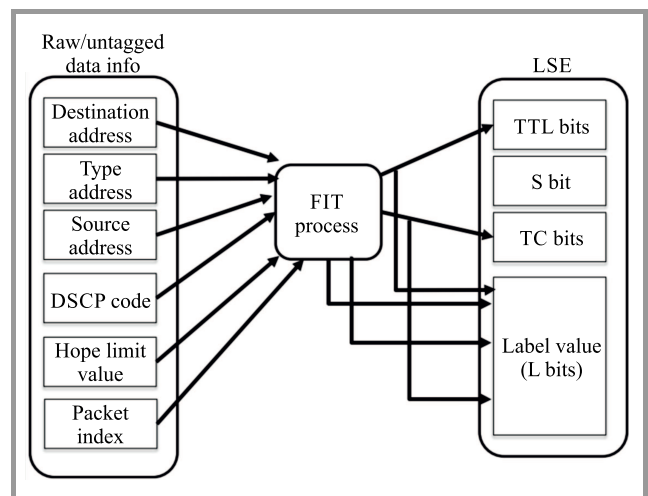 Raw/untagged
data info
Destination
address
Type
address
Source
address
DSCP code
Hope limit
value
Packet
index
FIT
process
LSE
TTL bits
S bit
TC bits
Label value
(L bits)